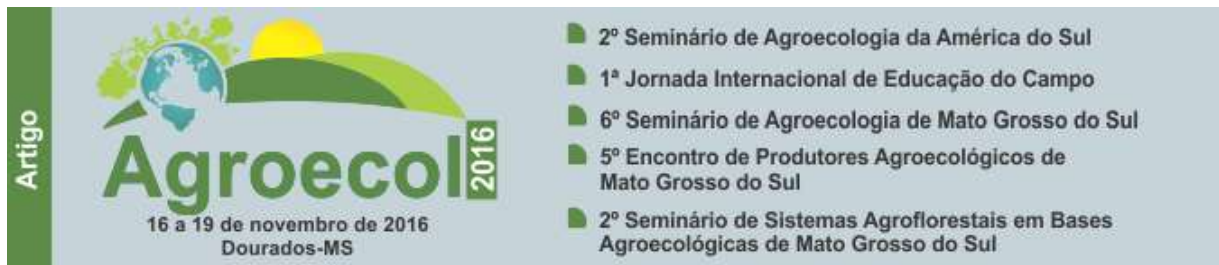 Artigo
Agroecol 2016
16 a 19 de novembro de 2016
Dourados-MS
2º Seminário de Agroecologia da América do Sul
1ª Jornada Internacional de Educação do Campo
6º Seminário de Agroecologia de Mato Grosso do Sul
5º Encontro de Produtores Agroecológicos de
Mato Grosso do Sul
2º Seminário de Sistemas Agroflorestais em Bases
Agroecológicas de Mato Grosso do Sul